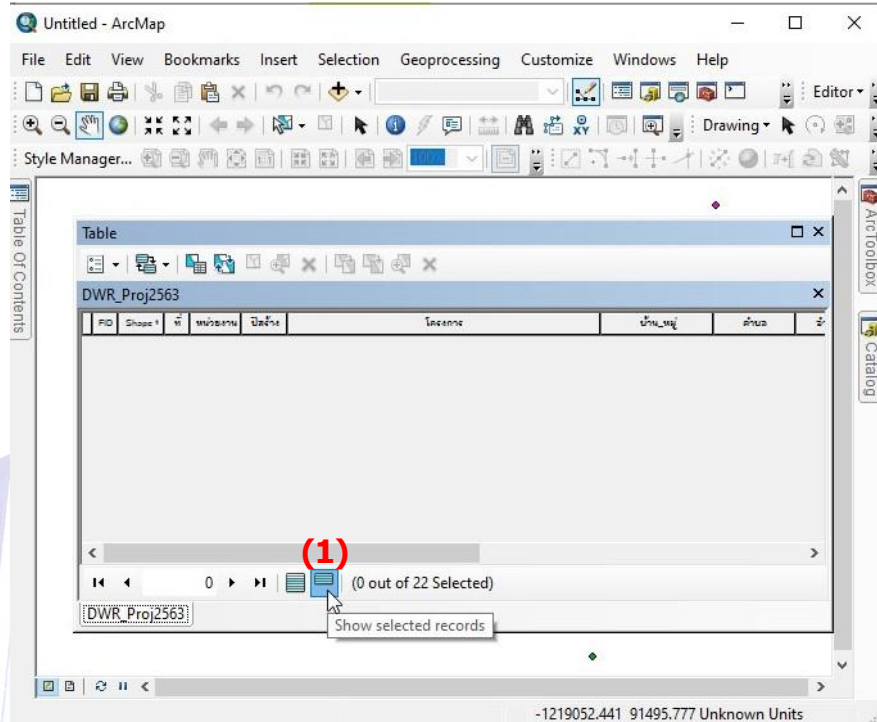 Untitled - ArcMap
File Edit View Bookmarks Insert Selection Geoprocessing Customize Windows Help
Editor
Drawing
Style Manager... 100%
Table Of Contents
ArcToolbox
Catalog
Table
DWR_Proj2563
FID Shape * ที่ หน่วยงาน ปีสร้าง โครงการ บ้าน_หมู่ ตำบล
(1)
0 (0 out of 22 Selected)
DWR_Proj2563
Show selected records
-1219052.441 91495.777 Unknown Units